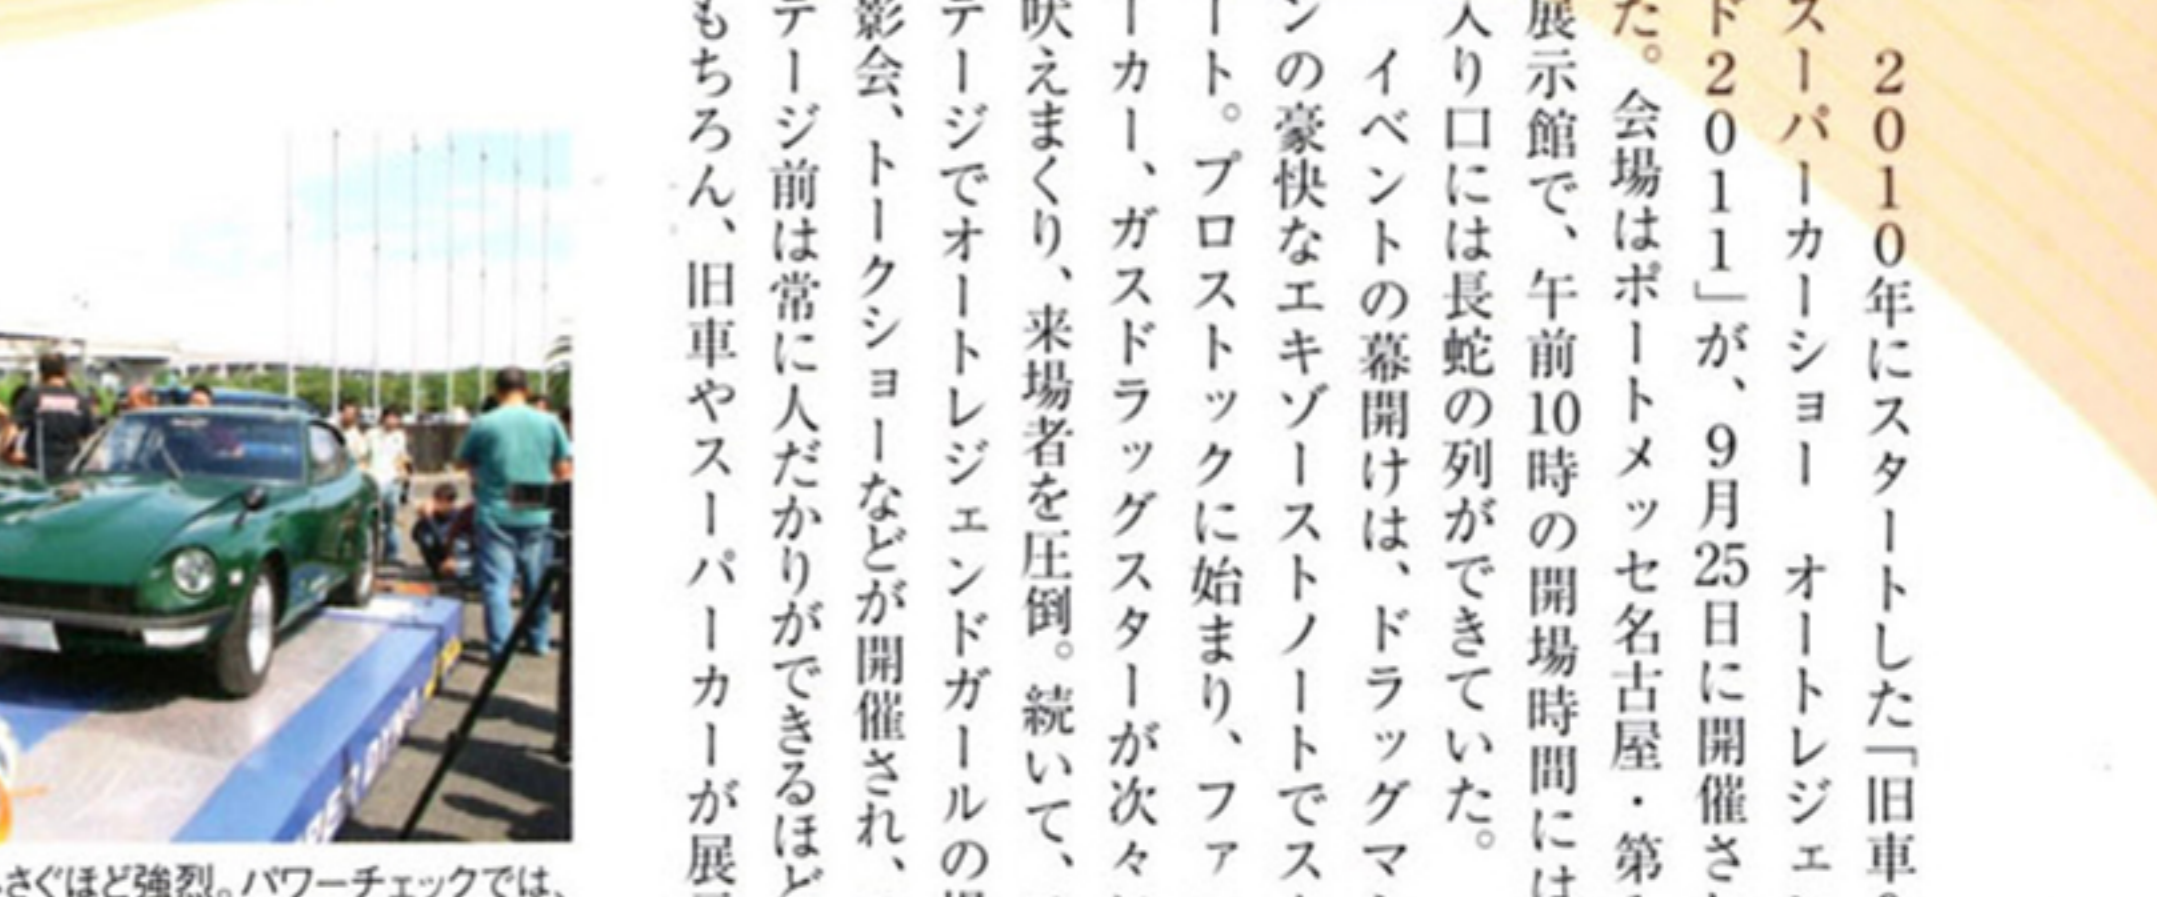 2010年にスタートした「旧車&
スーパーカーショー　オートレジェン
ド2011」が、9月25日に開催され
た。会場はポートメッセ名古屋・第
展示館で、午前10時の開場時間には
入り口には長蛇の列ができていた。
イベントの幕開けは、ドラッグマ
ンの豪快なエキゾーストノートでス
ート。プロストックに始まり、ファ
ーカー、ガスドラッグスターが次々
吠えまくり、来場者を圧倒。続いて、
テージでオートレジェンドガールの
影会、トークショーなどが開催され、
テージ前は常に人だかりができるほど
もちろん、旧車やスーパーカーが展
さぐほど強烈。パワーチェックでは、